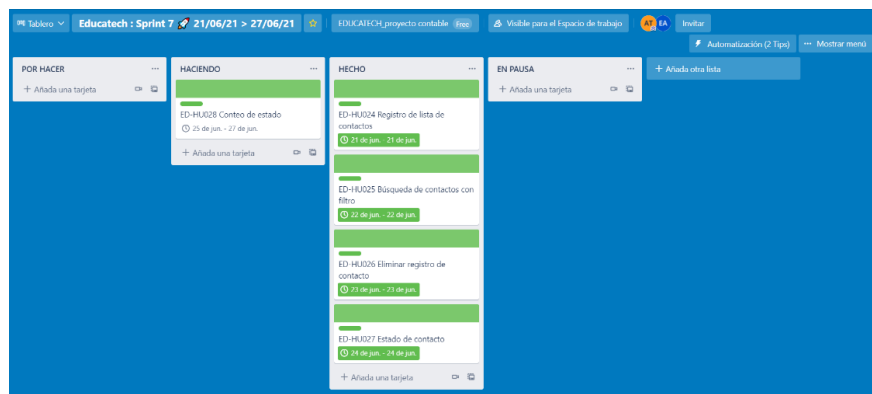 Tablero
Educatech : Sprint 7 🚀 21/06/21 > 27/06/21
EDUCATECH_proyecto contable Free
Visible para el Espacio de trabajo
AT EA
Invitar
Automatización (2 Tips)
··· Mostrar menú
POR HACER ···
+ Añada una tarjeta
HACIENDO ···
ED-HU028 Conteo de estado
25 de jun. - 27 de jun.
+ Añada una tarjeta
HECHO ···
ED-HU024 Registro de lista de
contactos
21 de jun. - 21 de jun.
ED-HU025 Búsqueda de contactos con
filtro
22 de jun. - 22 de jun.
ED-HU026 Eliminar registro de
contacto
23 de jun. - 23 de jun.
ED-HU027 Estado de contacto
24 de jun. - 24 de jun.
+ Añada una tarjeta
EN PAUSA ···
+ Añada una tarjeta
+ Añada otra lista